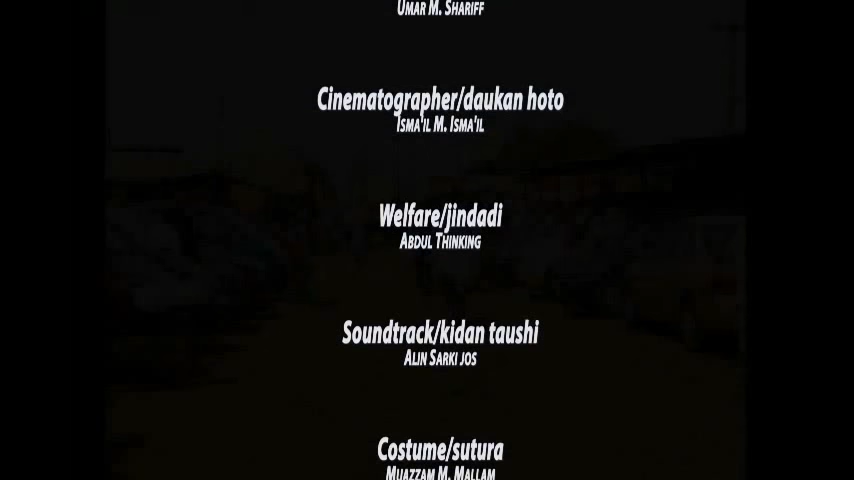 UMAR M. SHARIFF
Cinematographer/daukan hoto
ISMA'IL M. ISMA'IL
Welfare/jindadi
ABDUL THINKING
Soundtrack/kidan taushi
ALIN SARKI JOS
Costume/sutura
MUAZZAM M. MALLAM